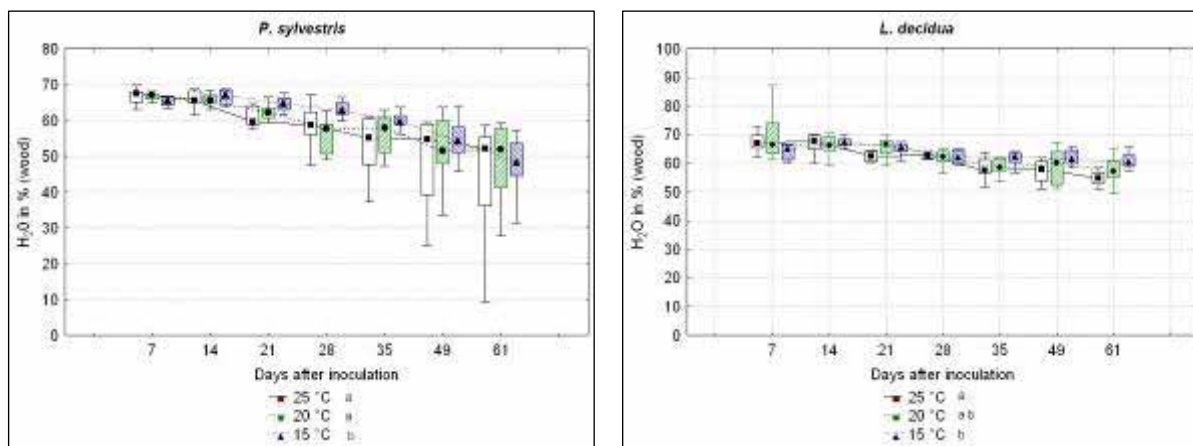 P. sylvestris
80
70
60
50
40
30
20
10
0
H₂0 in % (wood)
7 14 21 28 35 49 61
Days after inoculation
25 °C a
20 °C a
15 °C b
L. decidua
100
90
80
70
60
50
40
30
20
10
0
H₂O in % (wood)
7 14 21 28 35 49 61
Days after inoculation
25 °C a
20 °C ab
15 °C b